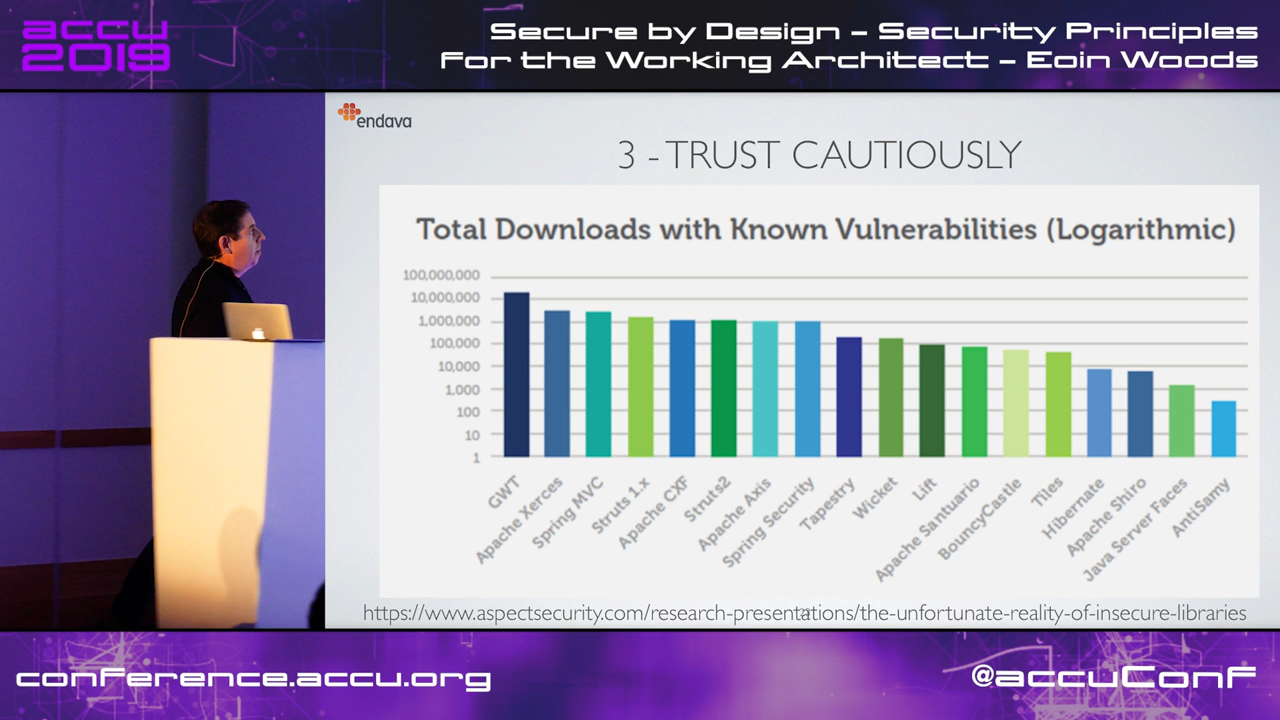 accu
2019
Secure by Design – Security Principles
for the Working Architect – Eoin Woods
endava
3 - TRUST CAUTIOUSLY
Total Downloads with Known Vulnerabilities (Logarithmic)
100,000,000
10,000,000
1,000,000
100,000
10,000
1,000
100
10
1
GWT
Apache Xerces
Spring MVC
Struts 1.x
Apache CXF
Struts2
Apache Axis
Spring Security
Tapestry
Wicket
Lift
Apache Santuario
BouncyCastle
Tiles
Hibernate
Apache Shiro
Java Server Faces
AntiSamy
https://www.aspectsecurity.com/research-presentations/the-unfortunate-reality-of-insecure-libraries
conference.accu.org
@accuConf